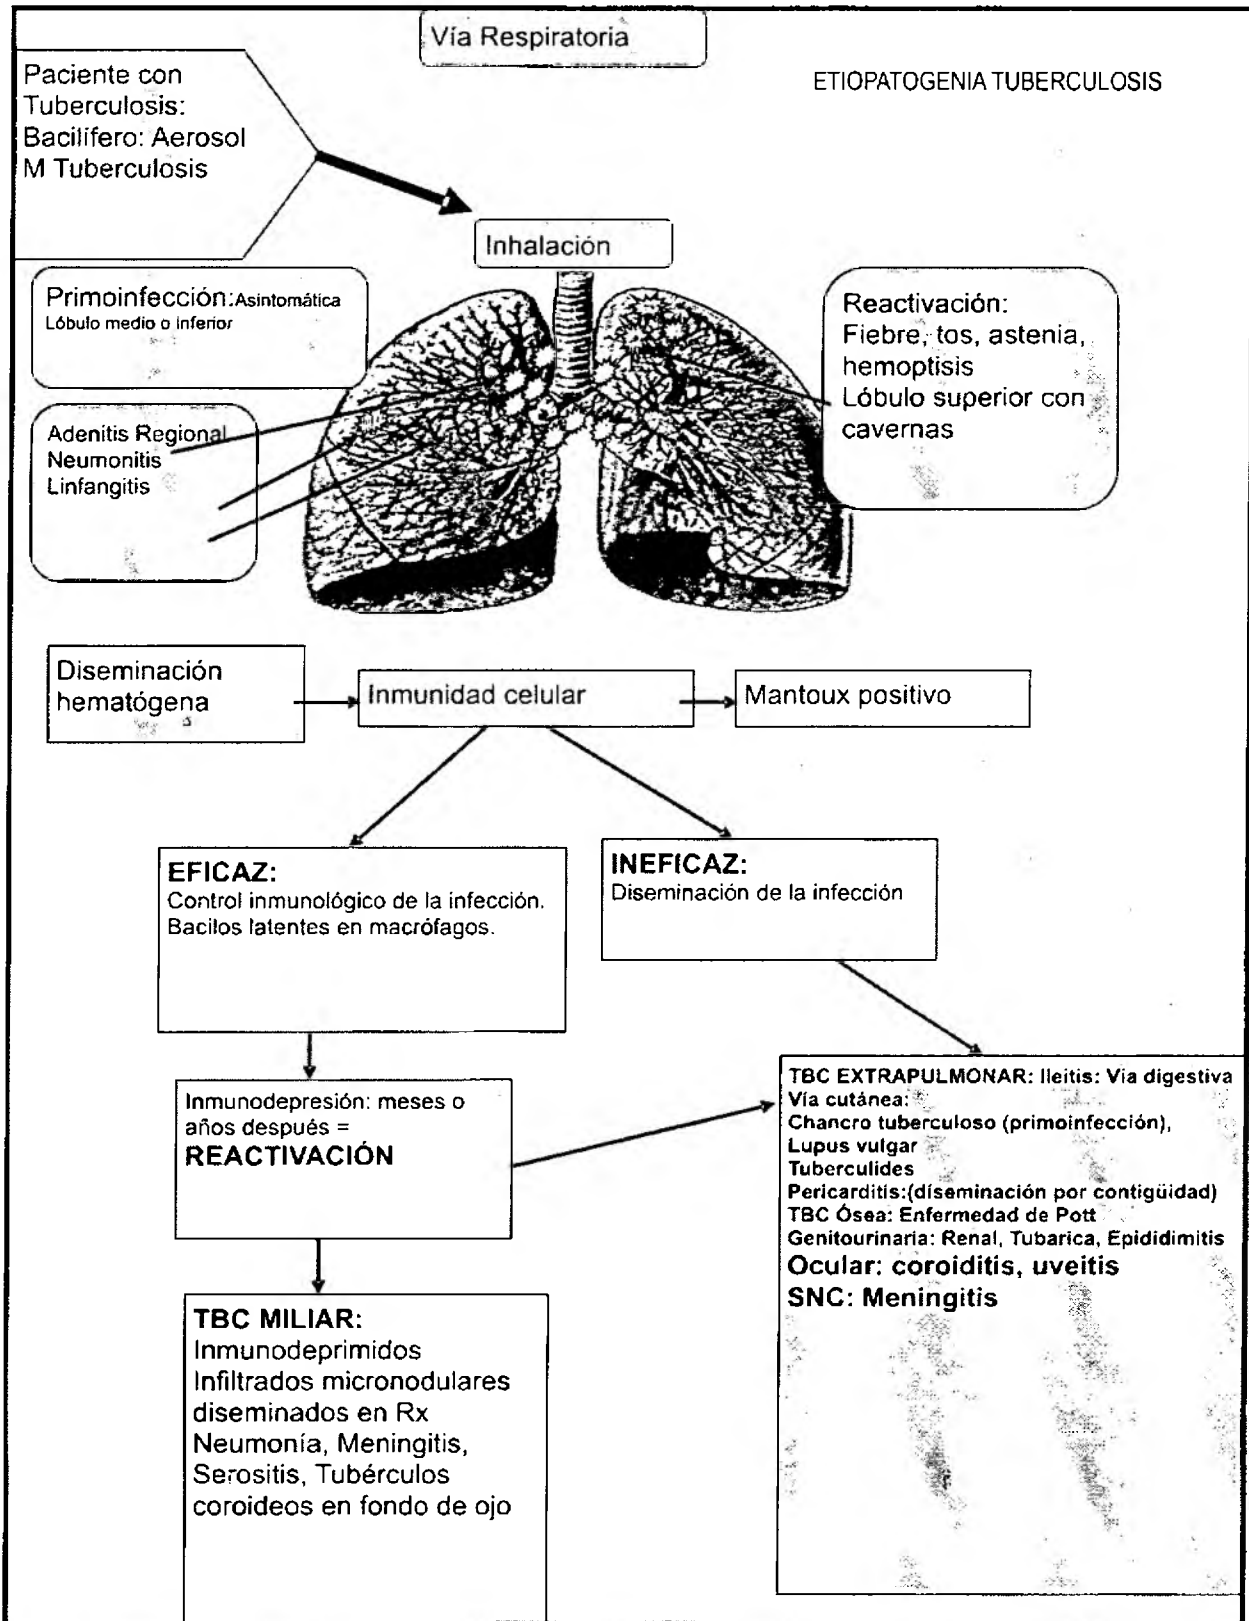 Vía Respiratoria
ETIOPATOGENIA TUBERCULOSIS
Paciente con
Tuberculosis:
Bacilífero: Aerosol
M Tuberculosis
Inhalación
Primoinfección:Asintomática
Lóbulo medio o inferior
Reactivación:
Fiebre, tos, astenia,
hemoptisis
Lóbulo superior con
cavernas
Adenitis Regional
Neumonitis
Linfangitis
Diseminación
hematógena
Inmunidad celular
Mantoux positivo
EFICAZ:
Control inmunológico de la infección.
Bacilos latentes en macrófagos.
INEFICAZ:
Diseminación de la infección
Inmunodepresión: meses o
años después =
REACTIVACIÓN
TBC EXTRAPULMONAR: Ileitis: Via digestiva
Vía cutánea:
Chancro tuberculoso (primoinfección),
Lupus vulgar
Tuberculides
Pericarditis:(diseminación por contigüidad)
TBC Ósea: Enfermedad de Pott
Genitourinaria: Renal, Tubarica, Epididimitis
Ocular: coroiditis, uveitis
SNC: Meningitis
TBC MILIAR:
Inmunodeprimidos
Infiltrados micronodulares
diseminados en Rx
Neumonía, Meningitis,
Serositis, Tubérculos
coroideos en fondo de ojo